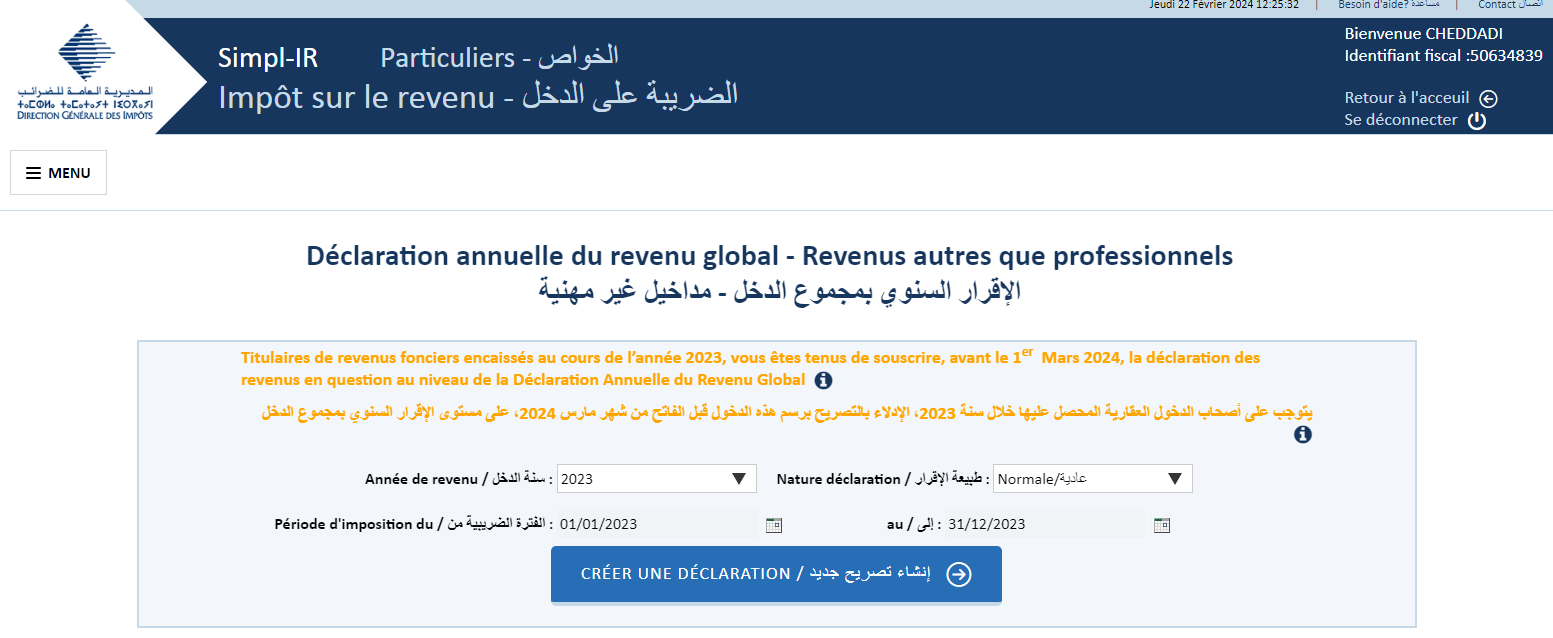 Jeudi 22 Février 2024 12:25:32 | Besoin d'aide? مساعدة | Contact اتصال
Bienvenue CHEDDADI
Identifiant fiscal :50634839
Simpl-IR Particuliers - الخواص
Impôt sur le revenu - الضريبة على الدخل
Retour à l'acceuil
Se déconnecter
المديرية العامة للضرائب
ⵜⴰⵎⵀⵍⴰ ⵜⴰⵎⴰⵜⴰⵢⵜ ⵏ ⵉⵙⵔⴰⴳⵏ
DIRECTION GÉNÉRALE DES IMPÔTS
MENU
Déclaration annuelle du revenu global - Revenus autres que professionnels
الإقرار السنوي بمجموع الدخل - مداخيل غير مهنية
Titulaires de revenus fonciers encaissés au cours de l’année 2023, vous êtes tenus de souscrire, avant le 1er Mars 2024, la déclaration des
revenus en question au niveau de la Déclaration Annuelle du Revenu Global
يتوجب على أصحاب الدخول العقارية المحصل عليها خلال سنة 2023، الإدلاء بالتصريح برسم هذه الدخول قبل الفاتح من شهر مارس 2024، على مستوى الإقرار السنوي بمجموع الدخل
Année de revenu / سنة الدخل : 2023 Nature déclaration / طبيعة الإقرار : Normale/عادية
Période d'imposition du / الفترة الضريبية من : 01/01/2023 au / إلى : 31/12/2023
CRÉER UNE DÉCLARATION / إنشاء تصريح جديد